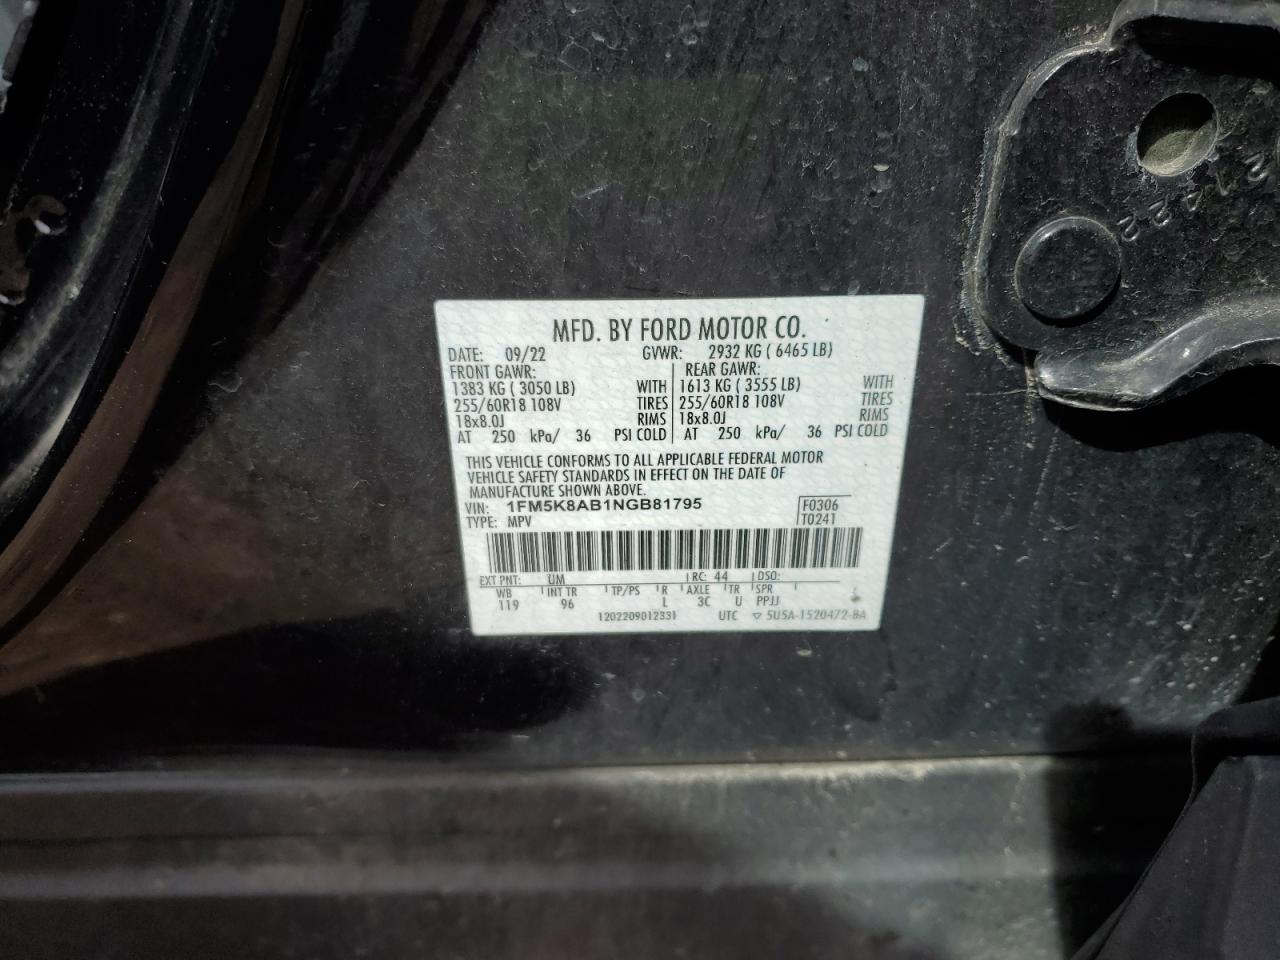 MFD. BY FORD MOTOR CO.
DATE: 09/22 GVWR: 2932 KG ( 6465 LB)
FRONT GAWR: REAR GAWR:
1383 KG ( 3050 LB) WITH 1613 KG ( 3555 LB) WITH
255/60R18 108V TIRES 255/60R18 108V TIRES
18x8.0J RIMS 18x8.0J RIMS
AT 250 kPa/ 36 PSI COLD AT 250 kPa/ 36 PSI COLD
THIS VEHICLE CONFORMS TO ALL APPLICABLE FEDERAL MOTOR
VEHICLE SAFETY STANDARDS IN EFFECT ON THE DATE OF
MANUFACTURE SHOWN ABOVE.
VIN: 1FM5K8AB1NGB81795 F0306
TYPE: MPV T0241
EXT PNT: UM RC: 44 DSO:
WB INT TR TP/PS R AXLE TR SPR
119 96 L 3C U PPJJ
1202209012331 UTC ▽ 5U5A-1520472-BA